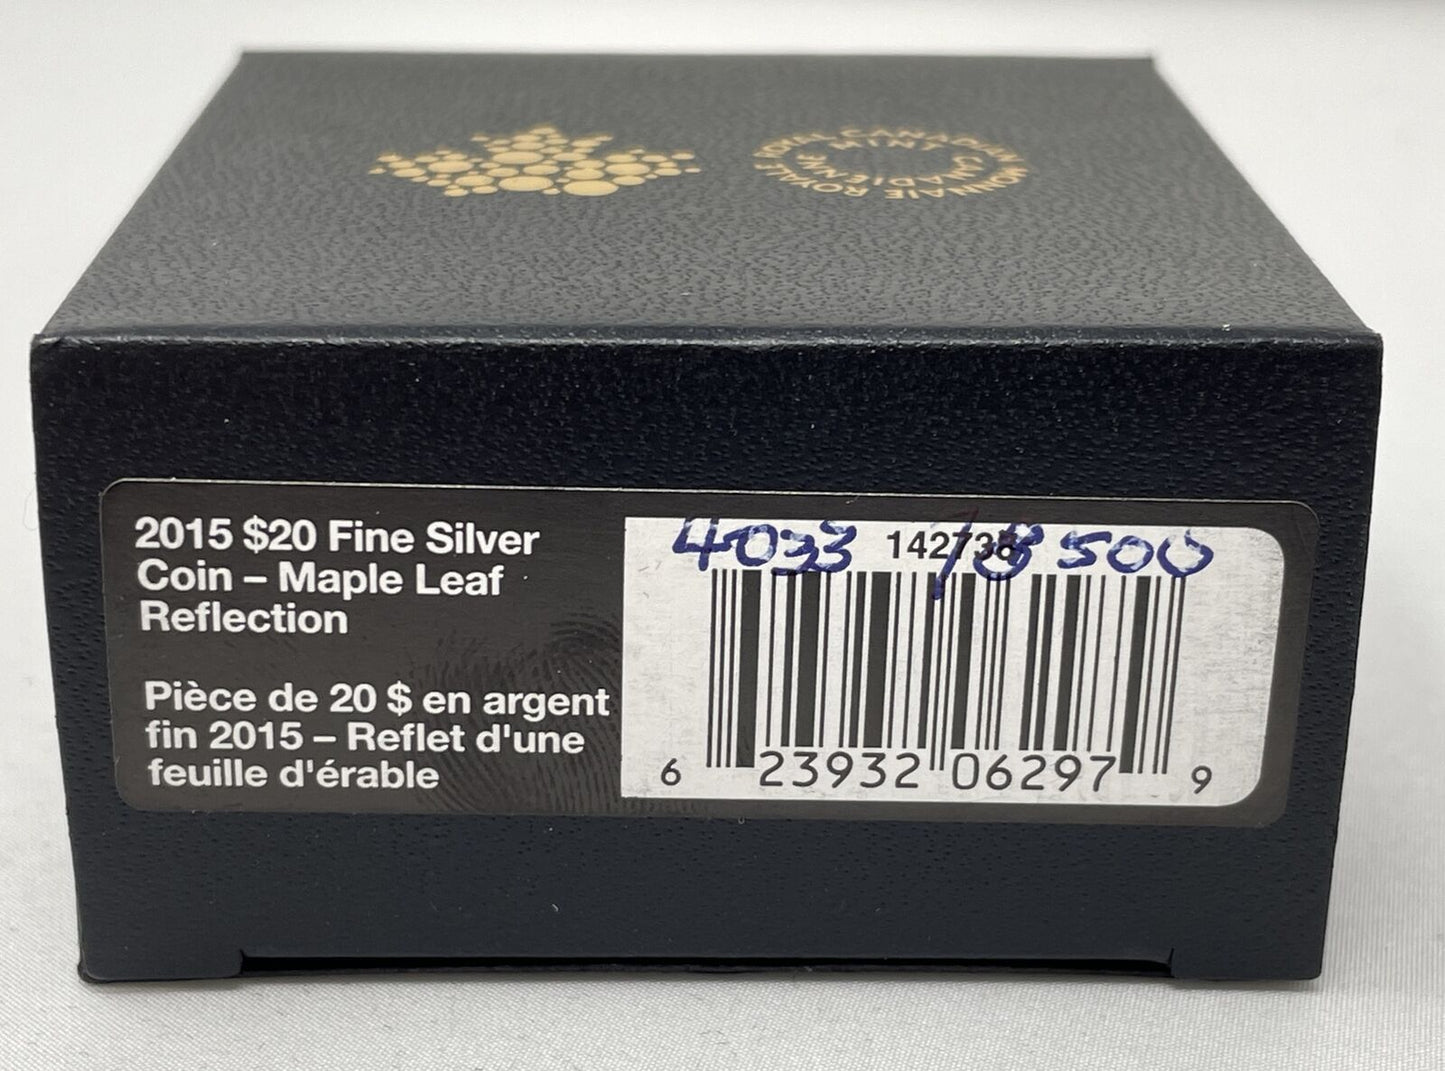 ROYAL CANADIAN MINT
MONNAIE ROYALE CANADIENNE
2015 $20 Fine Silver
Coin – Maple Leaf
Reflection
Pièce de 20 $ en argent
fin 2015 – Reflet d'une
feuille d'érable
4033 142738 /8500
6 23932 06297 9